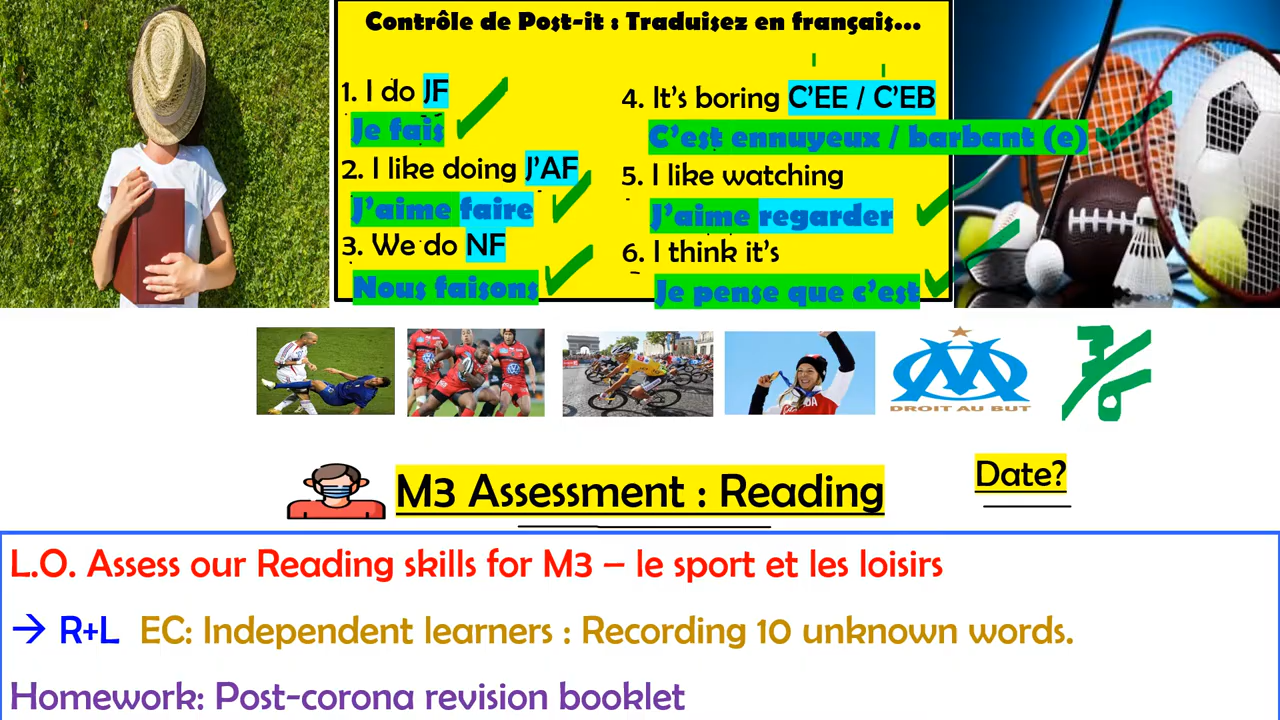 Contrôle de Post-it : Traduisez en français...
1. I do JF
Je fais
2. I like doing J'AF
J'aime faire
3. We do NF
Nous faisons
4. It's boring C'EE / C'EB
C'est ennuyeux / barbant (e)
5. I like watching
J'aime regarder
6. I think it's
Je pense que c'est
DROIT AU BUT
M3 Assessment : Reading
Date?
L.O. Assess our Reading skills for M3 – le sport et les loisirs
→ R+L EC: Independent learners : Recording 10 unknown words.
Homework: Post-corona revision booklet